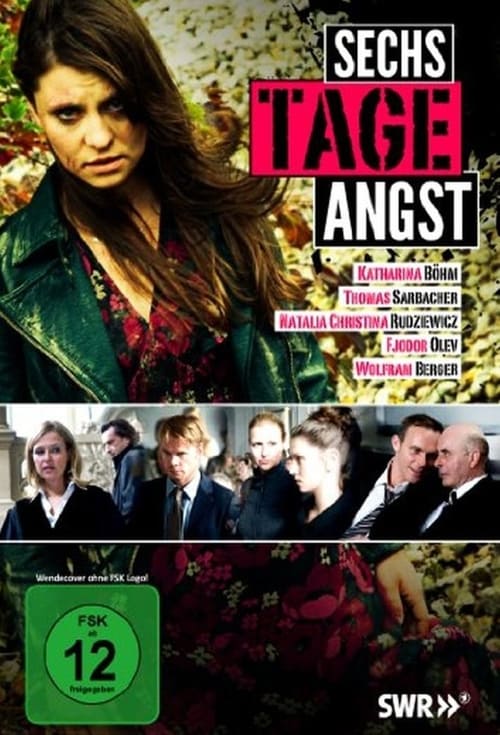 SECHS
TAGE
ANGST
KATHARINA BÖHM
THOMAS SARBACHER
NATALIA CHRISTINA RUDZIEWICZ
FJODOR OLEV
WOLFRAM BERGER
Wendecover ohne FSK Logo!
FSK
ab
12
freigegeben
SWR